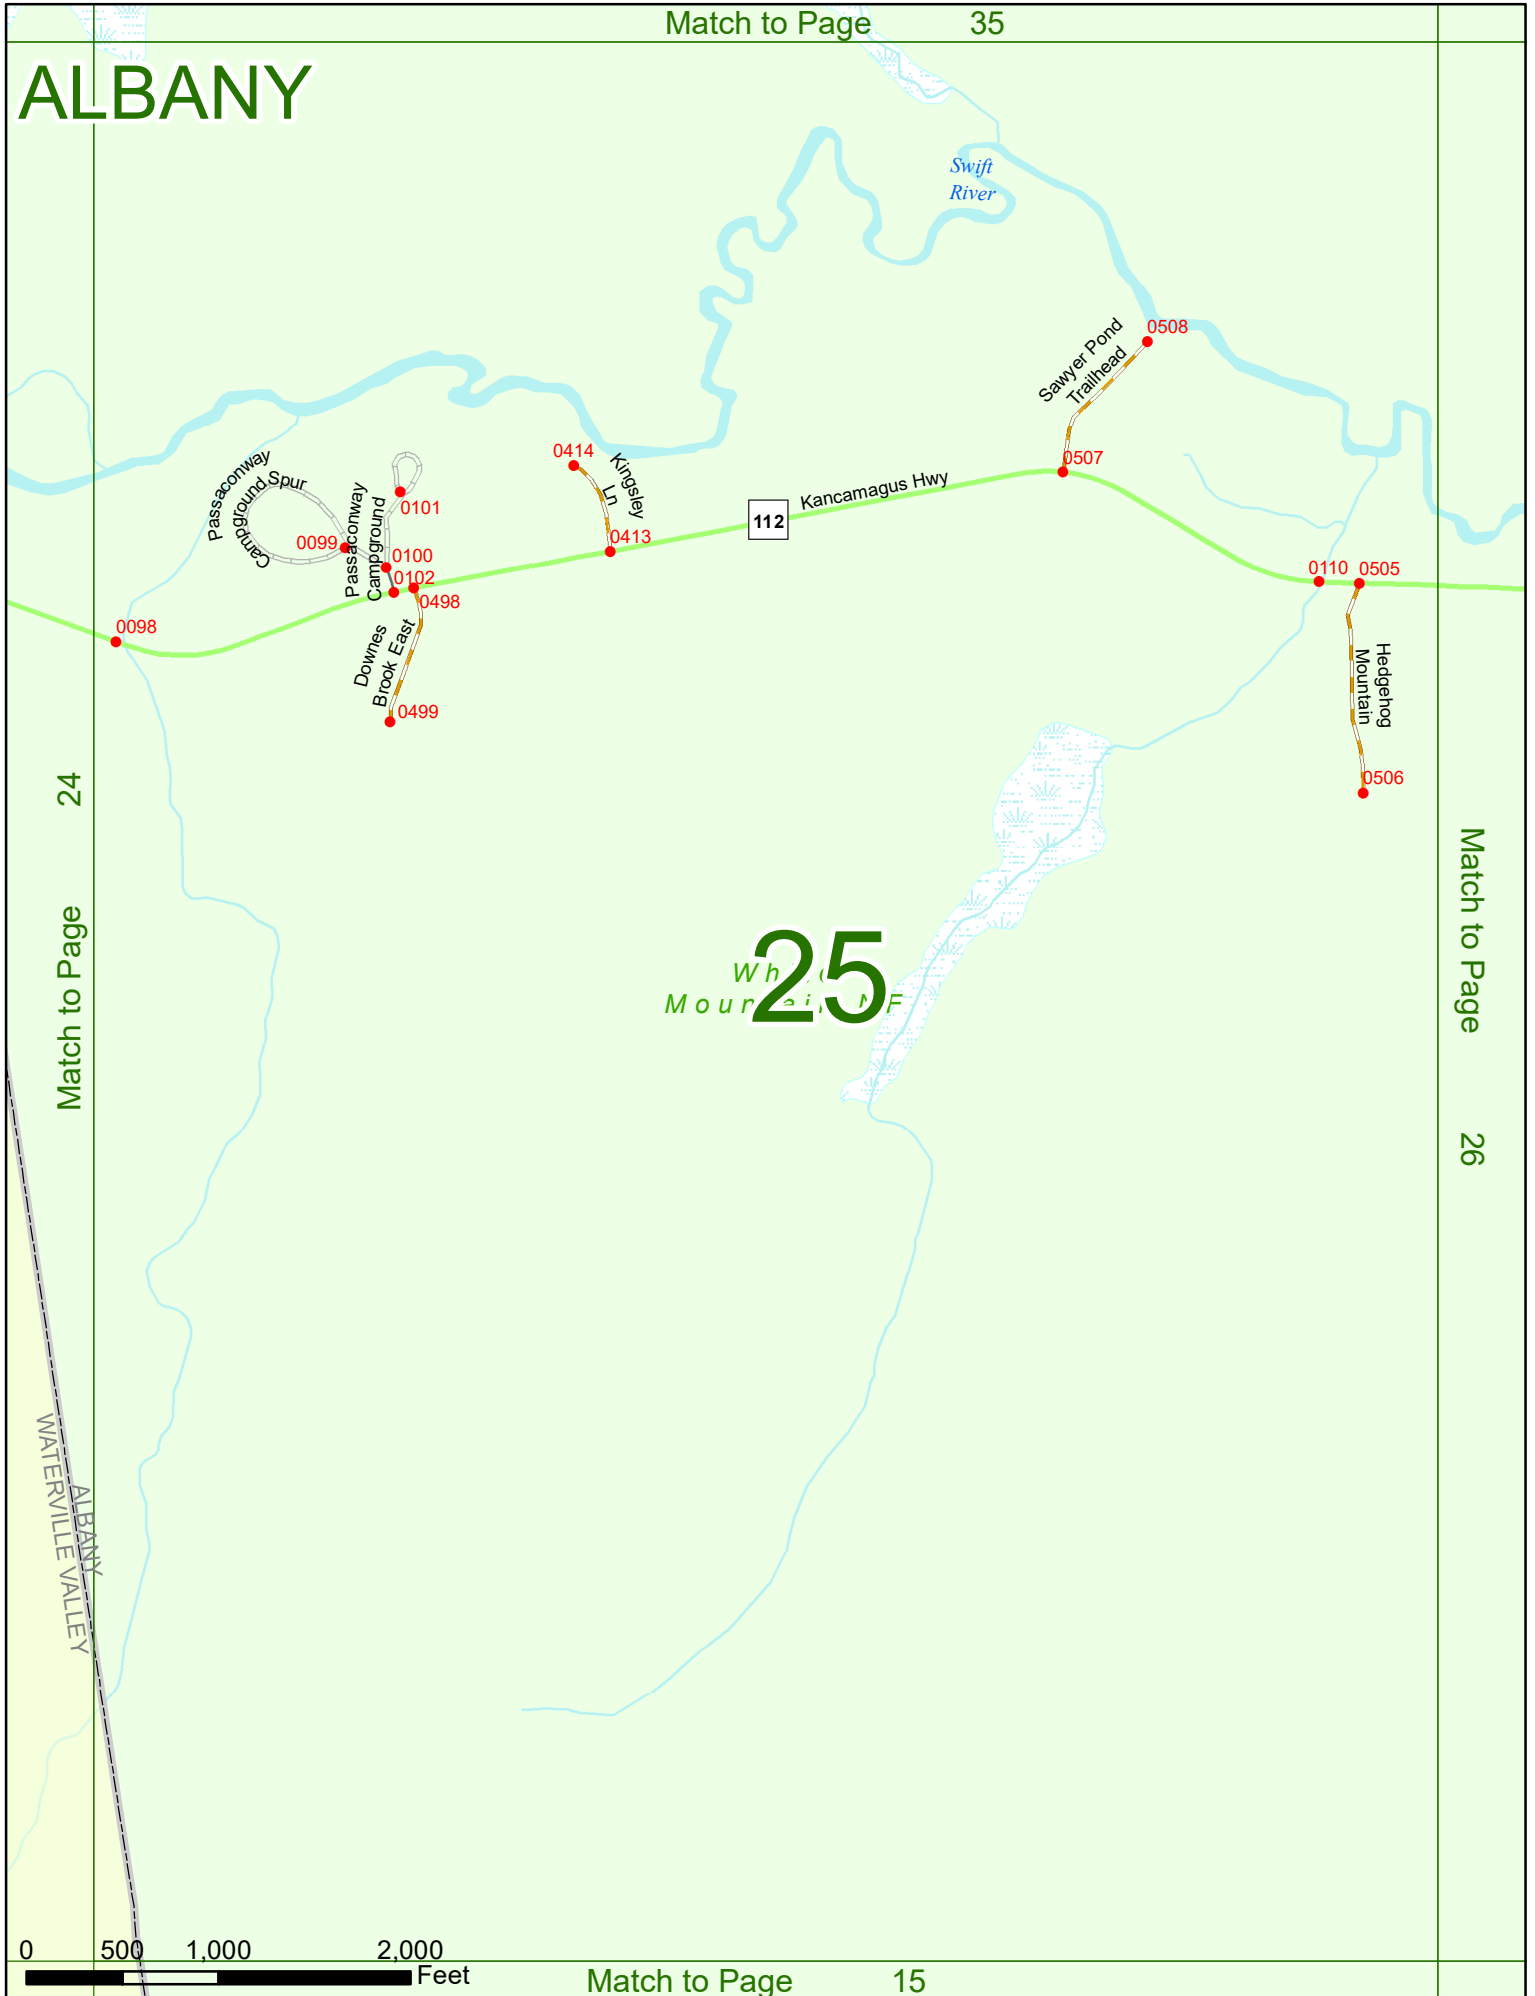 Match to Page 35
ALBANY
Swift
River
0508
Sawyer Pond
Trailhead
0507
0414
Kingsley
Ln
0413
112
Kancamagus Hwy
Passaconway
Campground Spur
0101
Passaconway
Campground
0099
0100
0102
0498
0098
Downes
Brook East
0499
0110
0505
Hedgehog
Mountain
0506
Match to Page 24
Match to Page 26
25
Mountain NF
ALBANY
WATERVILLE VALLEY
0 500 1,000 2,000
Feet
Match to Page 15